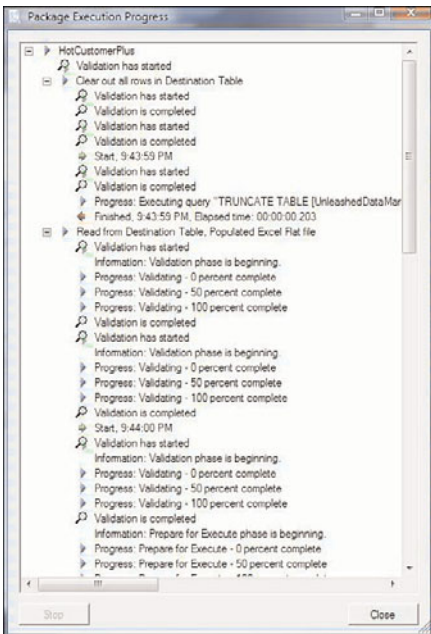 Package Execution Progress
HotCustomerPlus
Validation has started
Clear out all rows in Destination Table
Validation has started
Validation is completed
Validation has started
Validation is completed
Start, 9:43:59 PM
Validation has started
Validation is completed
Progress: Executing query "TRUNCATE TABLE [UnleashedDataMar
Finished, 9:43:59 PM, Elapsed time: 00:00:00.203
Read from Destination Table, Populated Excel Flat file
Validation has started
Information: Validation phase is beginning.
Progress: Validating - 0 percent complete
Progress: Validating - 50 percent complete
Progress: Validating - 100 percent complete
Validation is completed
Validation has started
Information: Validation phase is beginning.
Progress: Validating - 0 percent complete
Progress: Validating - 50 percent complete
Progress: Validating - 100 percent complete
Validation is completed
Start, 9:44:00 PM
Validation has started
Information: Validation phase is beginning.
Progress: Validating - 0 percent complete
Progress: Validating - 50 percent complete
Progress: Validating - 100 percent complete
Validation is completed
Information: Prepare for Execute phase is beginning.
Progress: Prepare for Execute - 0 percent complete
Progress: Prepare for Execute - 50 percent complete
Stop
Close